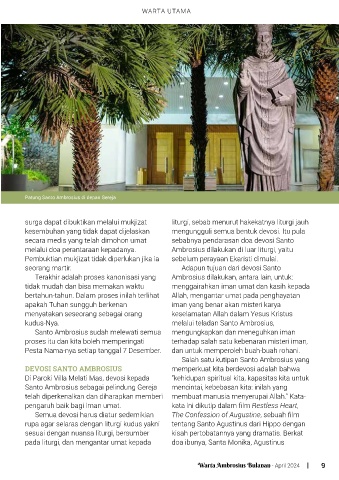 WARTA UTAMA
Patung Santo Ambrosius di depan Gereja
surga dapat dibuktikan melalui mukjizat
kesembuhan yang tidak dapat dijelaskan
secara medis yang telah dimohon umat
melalui doa perantaraan kepadanya.
Pembuktian mukjizat tidak diperlukan jika ia
seorang martir.
Terakhir adalah proses kanonisasi yang
tidak mudah dan bisa memakan waktu
bertahun-tahun. Dalam proses inilah terlihat
apakah Tuhan sungguh berkenan
menyatakan seseorang sebagai orang
kudus-Nya.
Santo Ambrosius sudah melewati semua
proses itu dan kita boleh memperingati
Pesta Nama-nya setiap tanggal 7 Desember.
DEVOSI SANTO AMBROSIUS
Di Paroki Villa Melati Mas, devosi kepada
Santo Ambrosius sebagai pelindung Gereja
telah diperkenalkan dan diharapkan memberi
pengaruh baik bagi iman umat.
Semua devosi harus diatur sedemikian
rupa agar selaras dengan liturgi kudus yakni
sesuai dengan nuansa liturgi, bersumber
pada liturgi, dan mengantar umat kepada
liturgi, sebab menurut hakekatnya liturgi jauh
mengungguli semua bentuk devosi. Itu pula
sebabnya pendarasan doa devosi Santo
Ambrosius dilakukan di luar liturgi, yaitu
sebelum perayaan Ekaristi dimulai.
Adapun tujuan dari devosi Santo
Ambrosius dilakukan, antara lain, untuk:
menggairahkan iman umat dan kasih kepada
Allah, mengantar umat pada penghayatan
iman yang benar akan misteri karya
keselamatan Allah dalam Yesus Kristus
melalui teladan Santo Ambrosius,
mengungkapkan dan meneguhkan iman
terhadap salah satu kebenaran misteri iman,
dan untuk memperoleh buah-buah rohani.
Salah satu kutipan Santo Ambrosius yang
memperkuat kita berdevosi adalah bahwa
"kehidupan spiritual kita, kapasitas kita untuk
mencintai, kebebasan kita: inilah yang
membuat manusia menyerupai Allah." Kata-
kata ini dikutip dalam film Restless Heart,
The Confession of Augustine, sebuah film
tentang Santo Agustinus dari Hippo dengan
kisah pertobatannya yang dramatis. Berkat
doa ibunya, Santa Monika, Agustinus
Warta Ambrosius Bulanan - April 2024 | 9